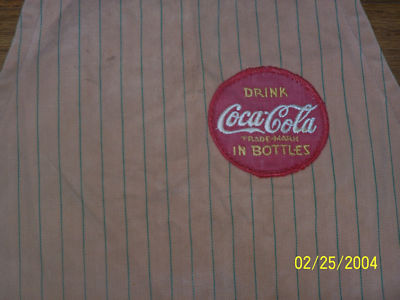 DRINK
Coca-Cola
TRADE-MARK
IN BOTTLES
02/25/2004